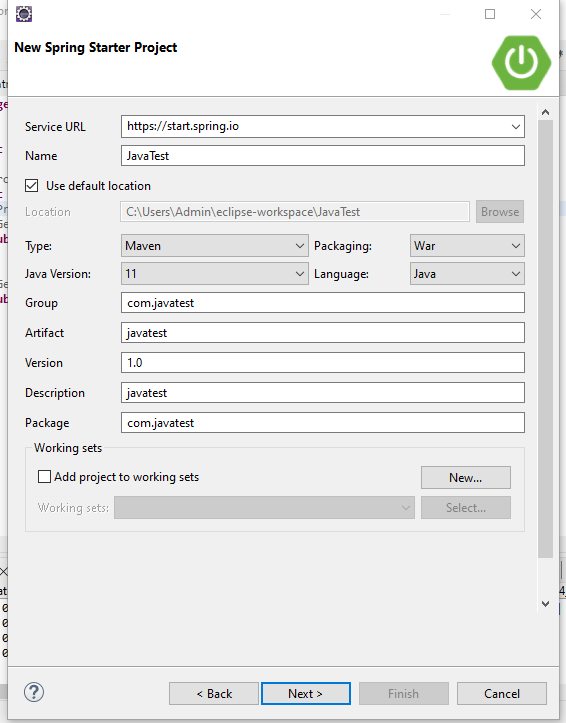 New Spring Starter Project
Service URL https://start.spring.io
Name JavaTest
Use default location
Location C:\Users\Admin\eclipse-workspace\JavaTest Browse
Type: Maven Packaging: War
Java Version: 11 Language: Java
Group com.javatest
Artifact javatest
Version 1.0
Description javatest
Package com.javatest
Working sets
Add project to working sets New...
Working sets: Select...
? < Back Next > Finish Cancel